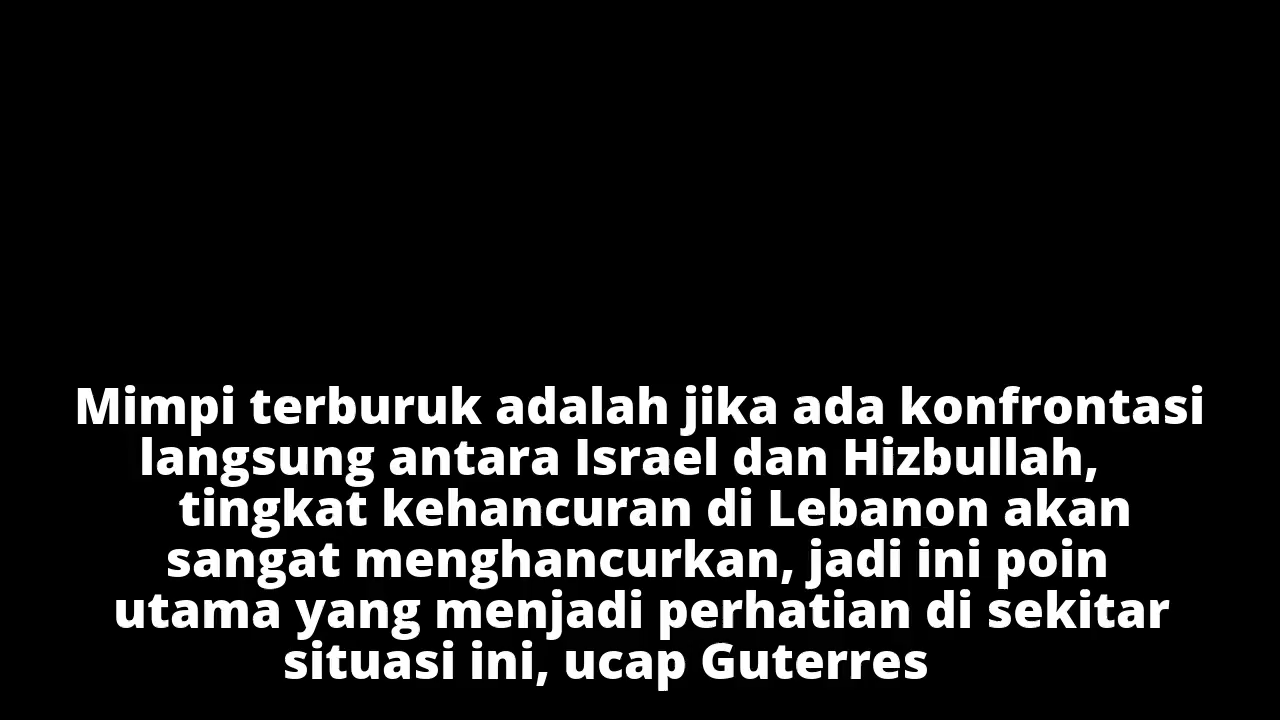 Mimpi terburuk adalah jika ada konfrontasi
langsung antara Israel dan Hizbullah,
tingkat kehancuran di Lebanon akan
sangat menghancurkan, jadi ini poin
utama yang menjadi perhatian di sekitar
situasi ini, ucap Guterres